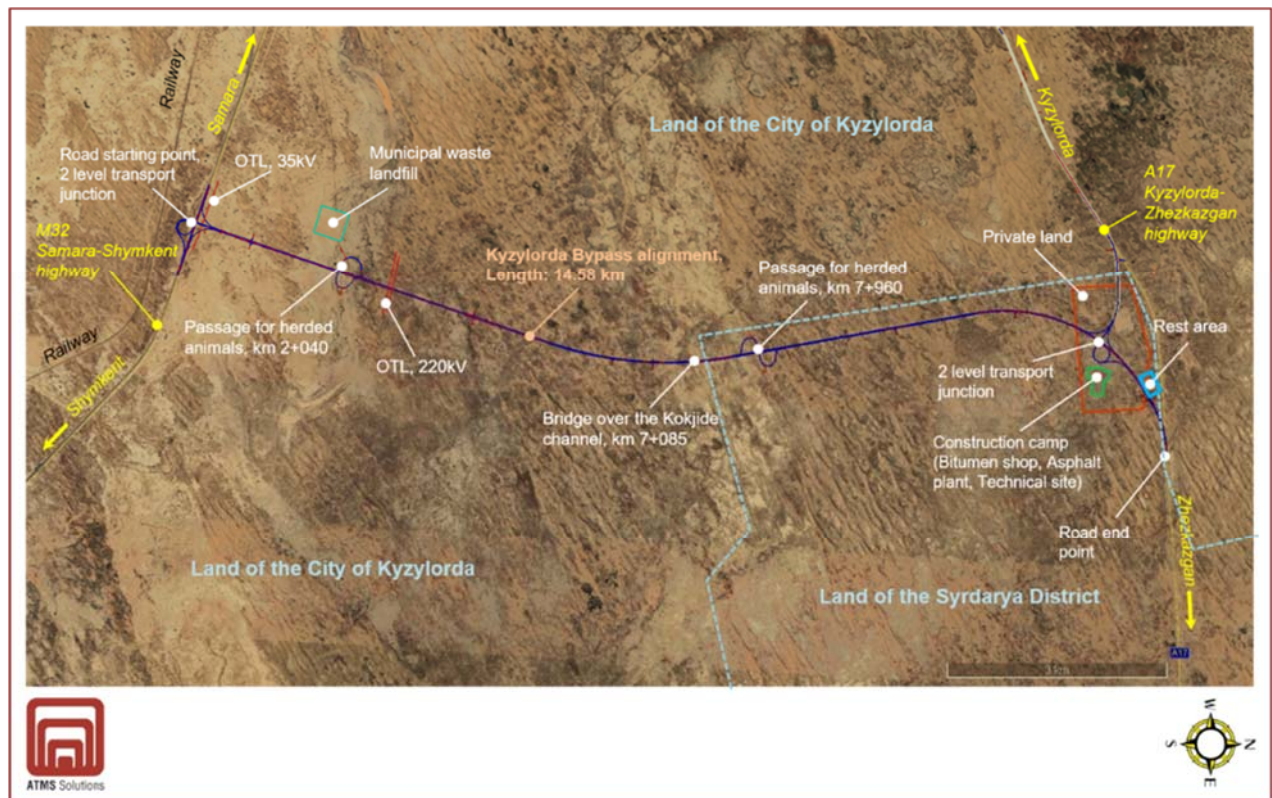 Railway
Samara
Kyzylorda
Land of the City of Kyzylorda
Road starting point,
2 level transport
junction
OTL, 35kV
Municipal waste
landfill
A17
Kyzylorda-
Zhezkazgan
highway
M32
Samara-Shymkent
highway
Private land
Kyzylorda Bypass alignment,
Length: 14.58 km
Passage for herded
animals, km 7+960
Passage for herded
animals, km 2+040
Rest area
Railway
OTL, 220kV
2 level transport
junction
Shymkent
Bridge over the Kokjide
channel, km 7+085
Construction camp
(Bitumen shop, Asphalt
plant, Technical site)
Road end
point
Zhezkazgan
Land of the City of Kyzylorda
Land of the Syrdarya District
A17
3 km
ATMS Solutions
W
S
N
E